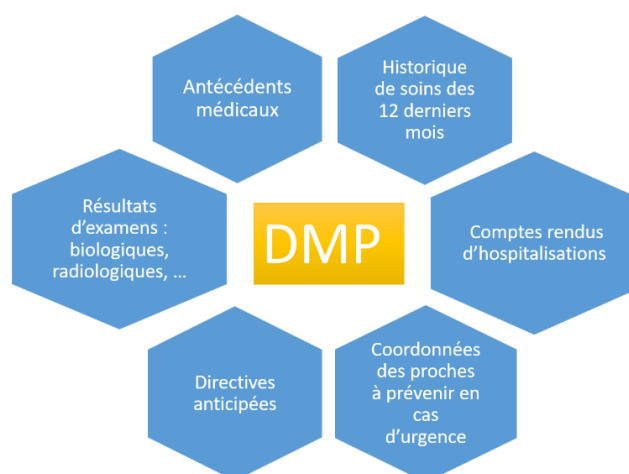 Antécédents
médicaux
Historique
de soins des
12 derniers
mois
Résultats
d'examens :
biologiques,
radiologiques, …
DMP
Comptes rendus
d'hospitalisations
Directives
anticipées
Coordonnées
des proches
à prévenir en
cas
d'urgence